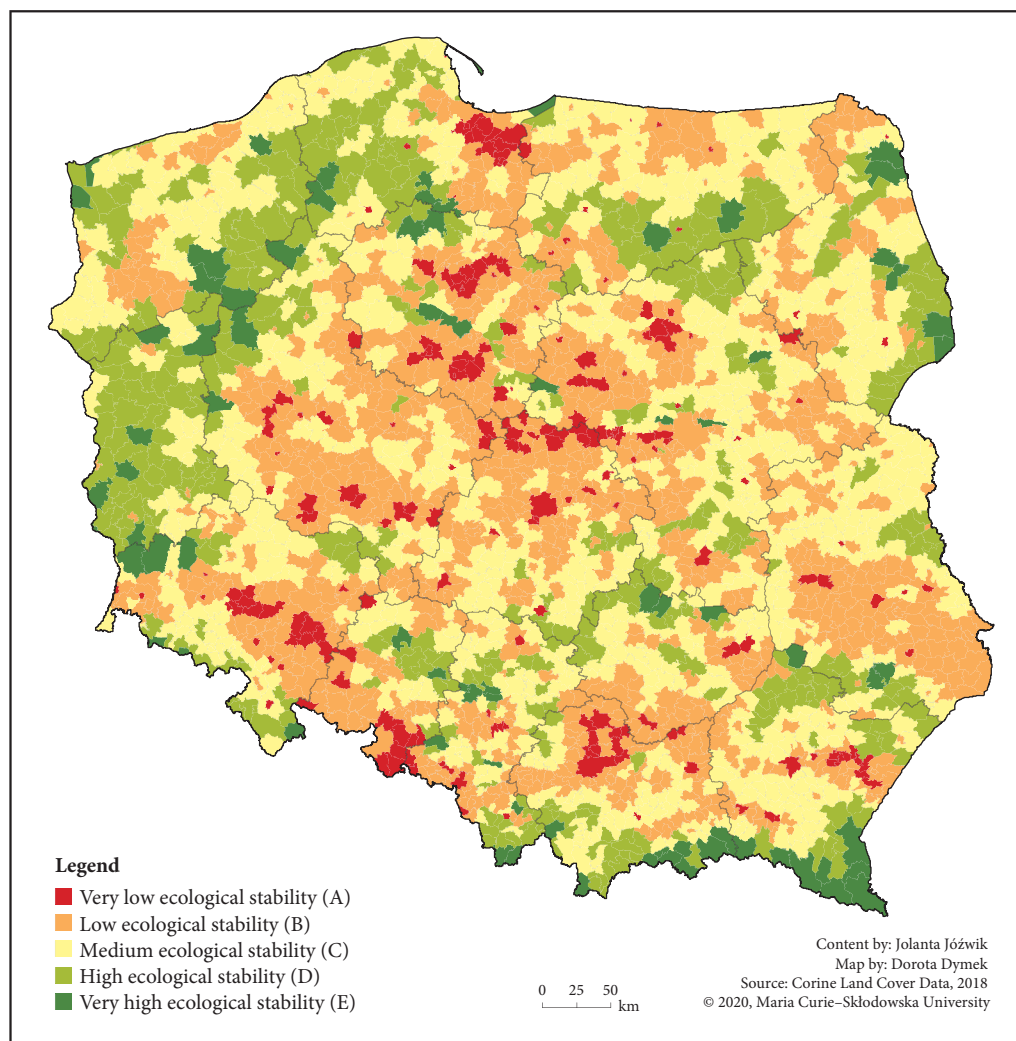 Legend
Very low ecological stability (A)
Low ecological stability (B)
Medium ecological stability (C)
High ecological stability (D)
Very high ecological stability (E)
0 25 50
km
Content by: Jolanta Jóźwik
Map by: Dorota Dymek
Source: Corine Land Cover Data, 2018
© 2020, Maria Curie–Skłodowska University